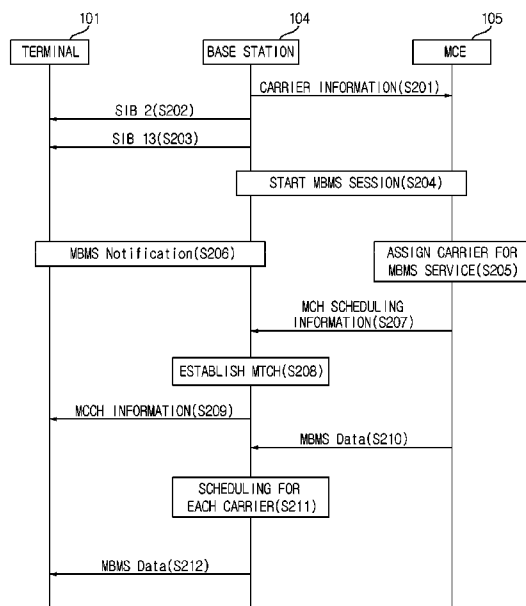 101
104
105
TERMINAL
BASE STATION
MCE
CARRIER INFORMATION(S201)
SIB 2(S202)
SIB 13(S203)
START MBMS SESSION(S204)
MBMS Notification(S206)
ASSIGN CARRIER FOR
MBMS SERVICE(S205)
MCH SCHEDULING
INFORMATION(S207)
ESTABLISH MTCH(S208)
MCCH INFORMATION(S209)
MBMS Data(S210)
SCHEDULING FOR
EACH CARRIER(S211)
MBMS Data(S212)